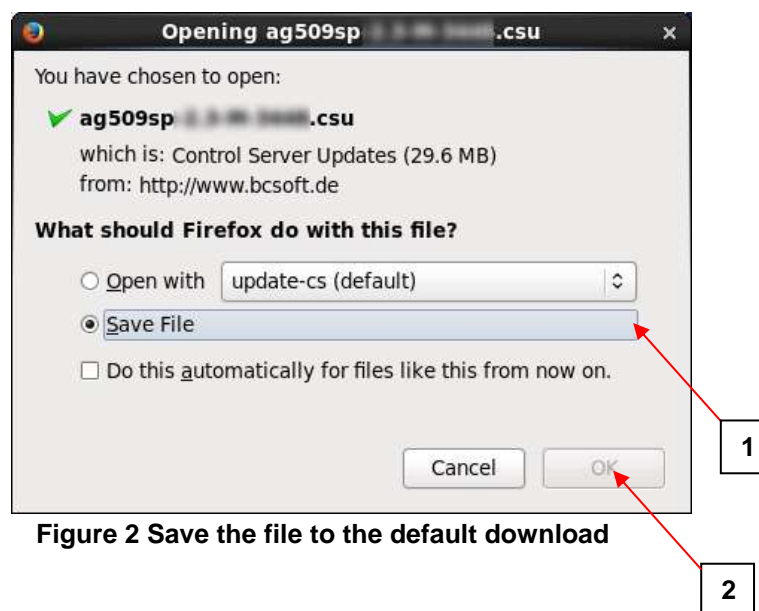 Opening ag509sp .csu
You have chosen to open:
ag509sp .csu
which is: Control Server Updates (29.6 MB)
from: http://www.bcsoft.de
What should Firefox do with this file?
Open with update-cs (default)
Save File
Do this automatically for files like this from now on.
1
Cancel OK
Figure 2 Save the file to the default download
2